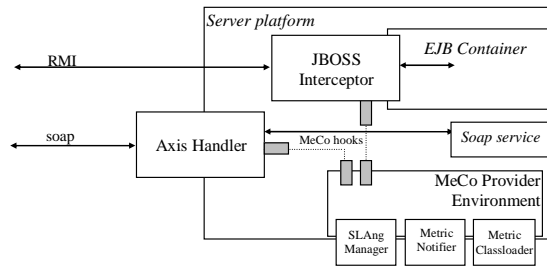 Server platform
JBOSS
Interceptor
EJB Container
RMI
soap
Axis Handler
MeCo hooks
Soap service
MeCo Provider
Environment
SLAng
Manager
Metric
Notifier
Metric
Classloader